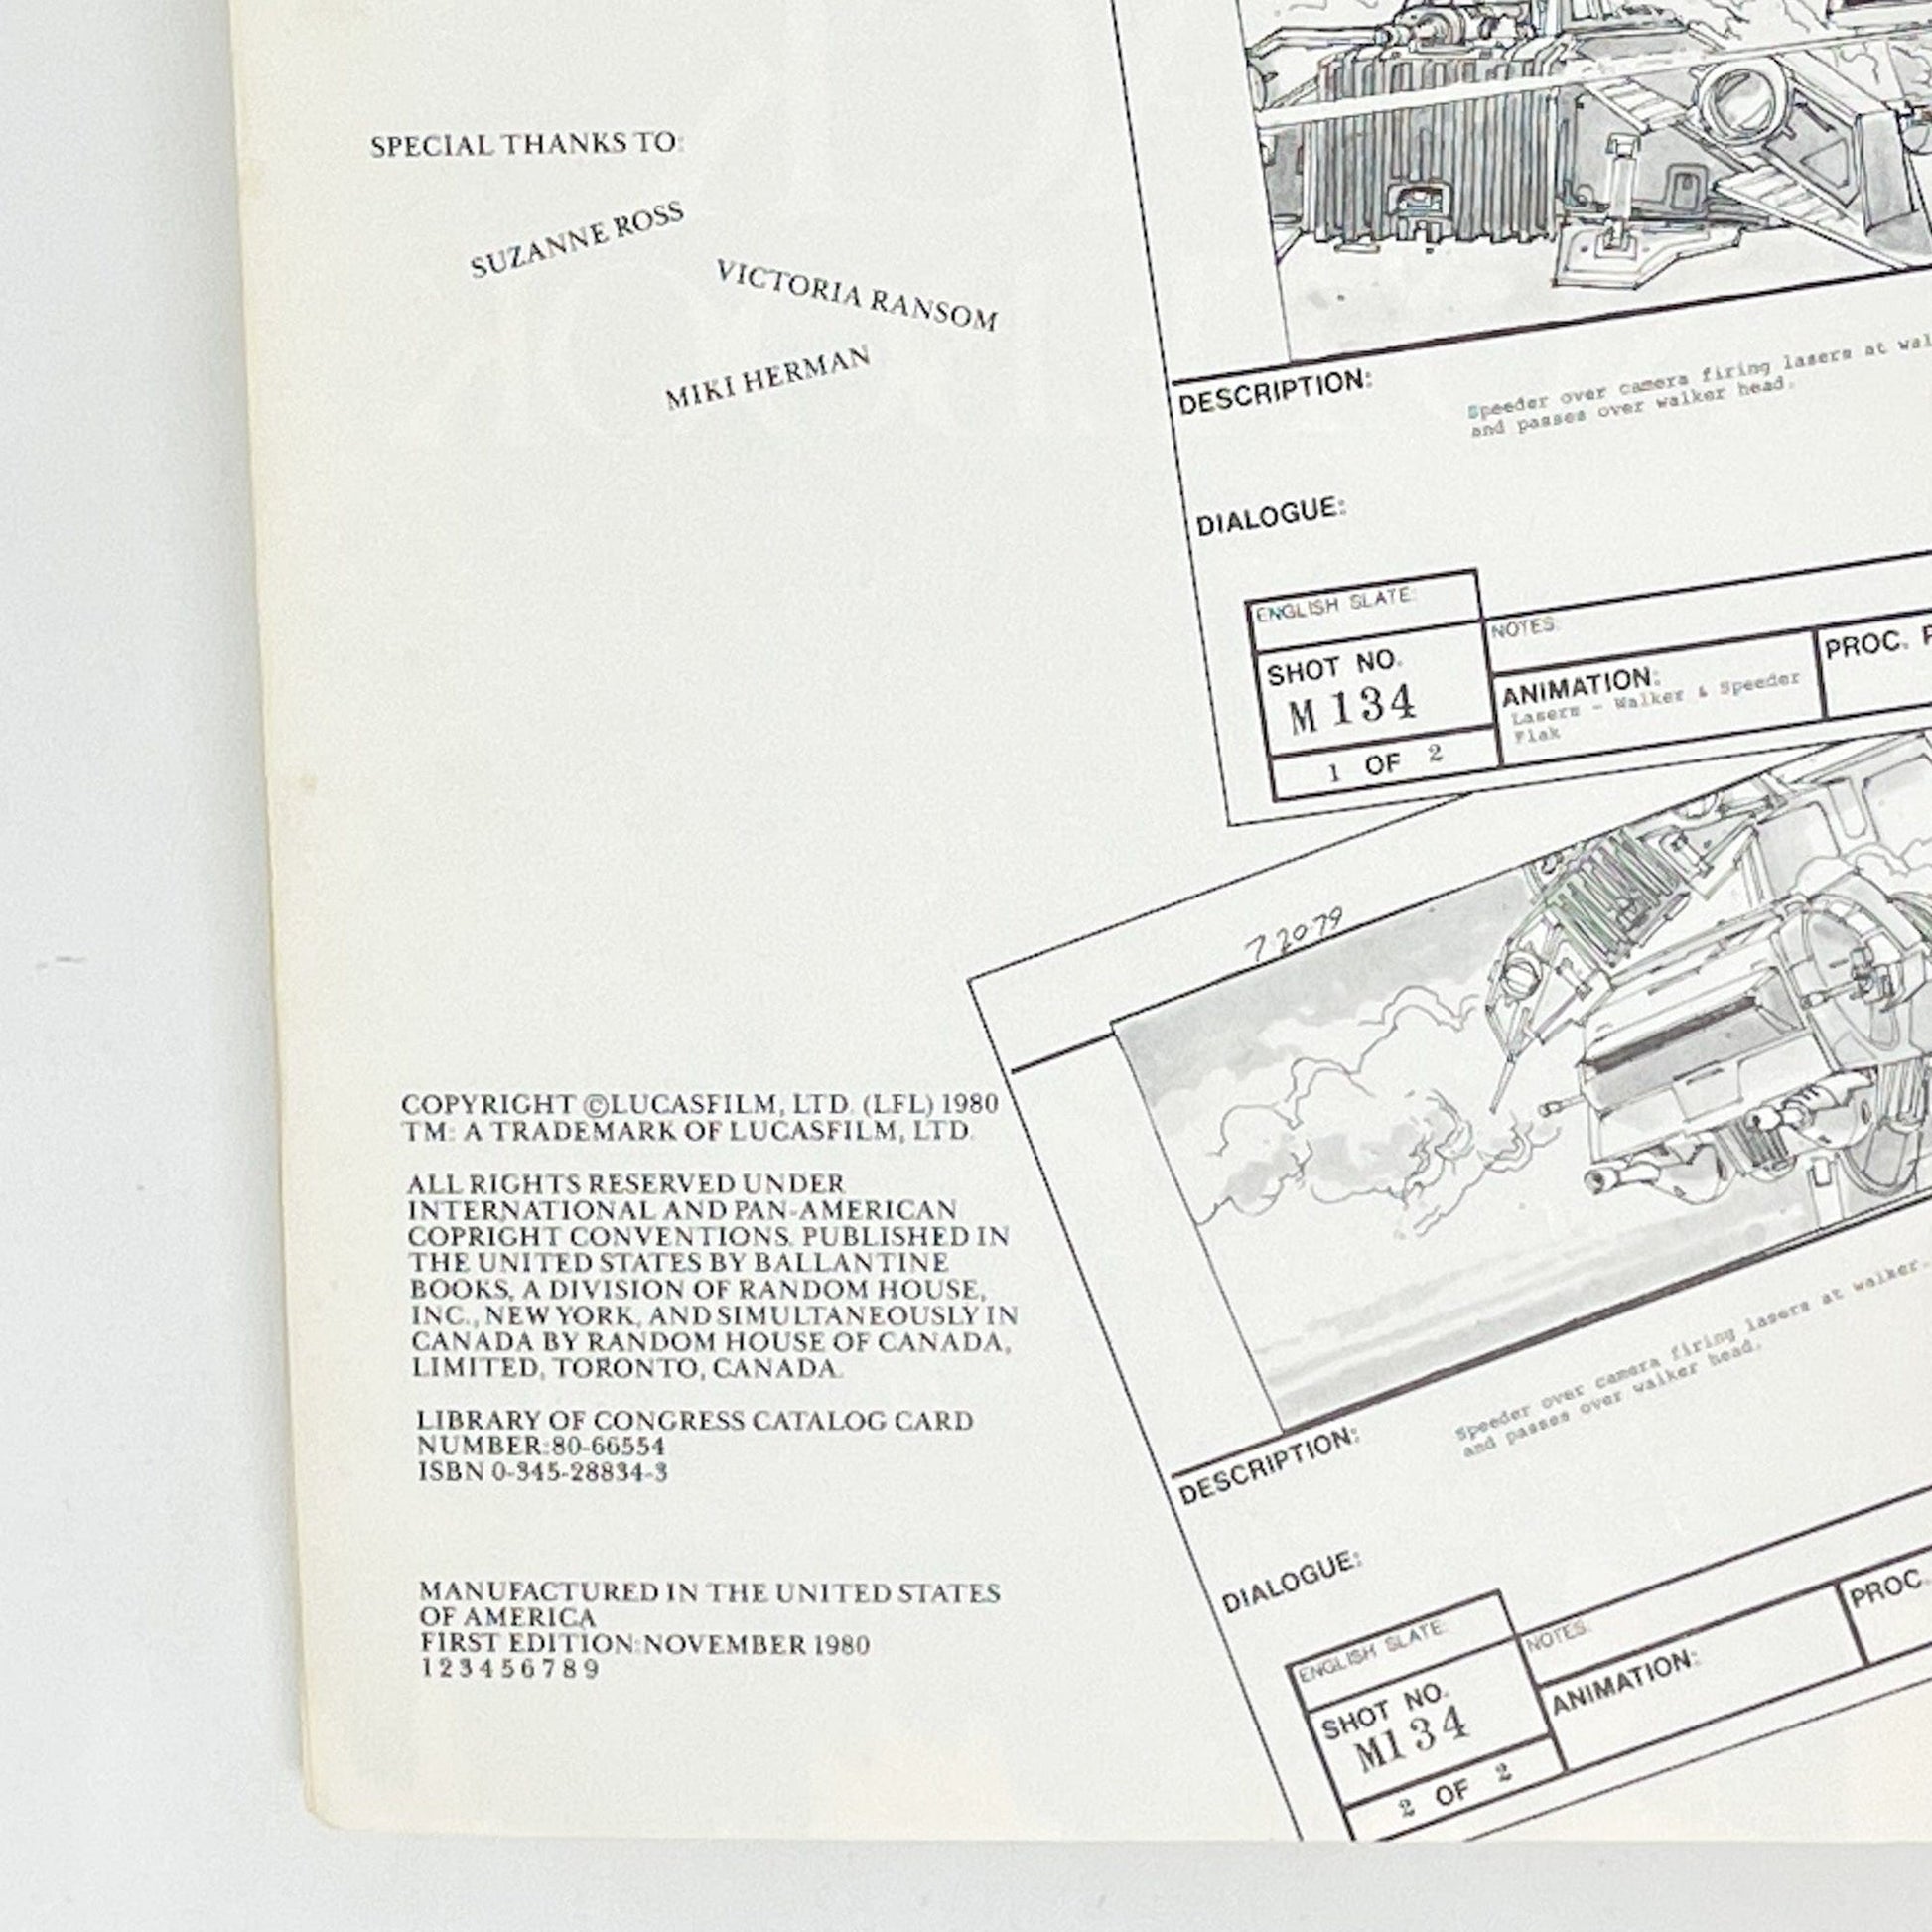 SPECIAL THANKS TO:
SUZANNE ROSS
VICTORIA RANSOM
MIKI HERMAN
COPYRIGHT ©LUCASFILM, LTD. (LFL) 1980
TM: A TRADEMARK OF LUCASFILM, LTD.
ALL RIGHTS RESERVED UNDER
INTERNATIONAL AND PAN-AMERICAN
COPRIGHT CONVENTIONS. PUBLISHED IN
THE UNITED STATES BY BALLANTINE
BOOKS, A DIVISION OF RANDOM HOUSE,
INC., NEW YORK, AND SIMULTANEOUSLY IN
CANADA BY RANDOM HOUSE OF CANADA,
LIMITED, TORONTO, CANADA.
LIBRARY OF CONGRESS CATALOG CARD
NUMBER:80-66554
ISBN 0-345-28834-3
MANUFACTURED IN THE UNITED STATES
OF AMERICA
FIRST EDITION:NOVEMBER 1980
1 2 3 4 5 6 7 8 9
DESCRIPTION:
Speeder over camera firing lasers at
and passes over walker head.
DIALOGUE:
ENGLISH SLATE:
SHOT NO.
M 134
1 OF 2
NOTES:
ANIMATION:
Lasers - Walker & Speeder
Flak
PROC.
7 20 79
DESCRIPTION:
Speeder over camera firing lasers at walker.
and passes over walker head.
DIALOGUE:
ENGLISH SLATE:
SHOT NO.
M134
2 OF 2
NOTES:
ANIMATION:
PROC.